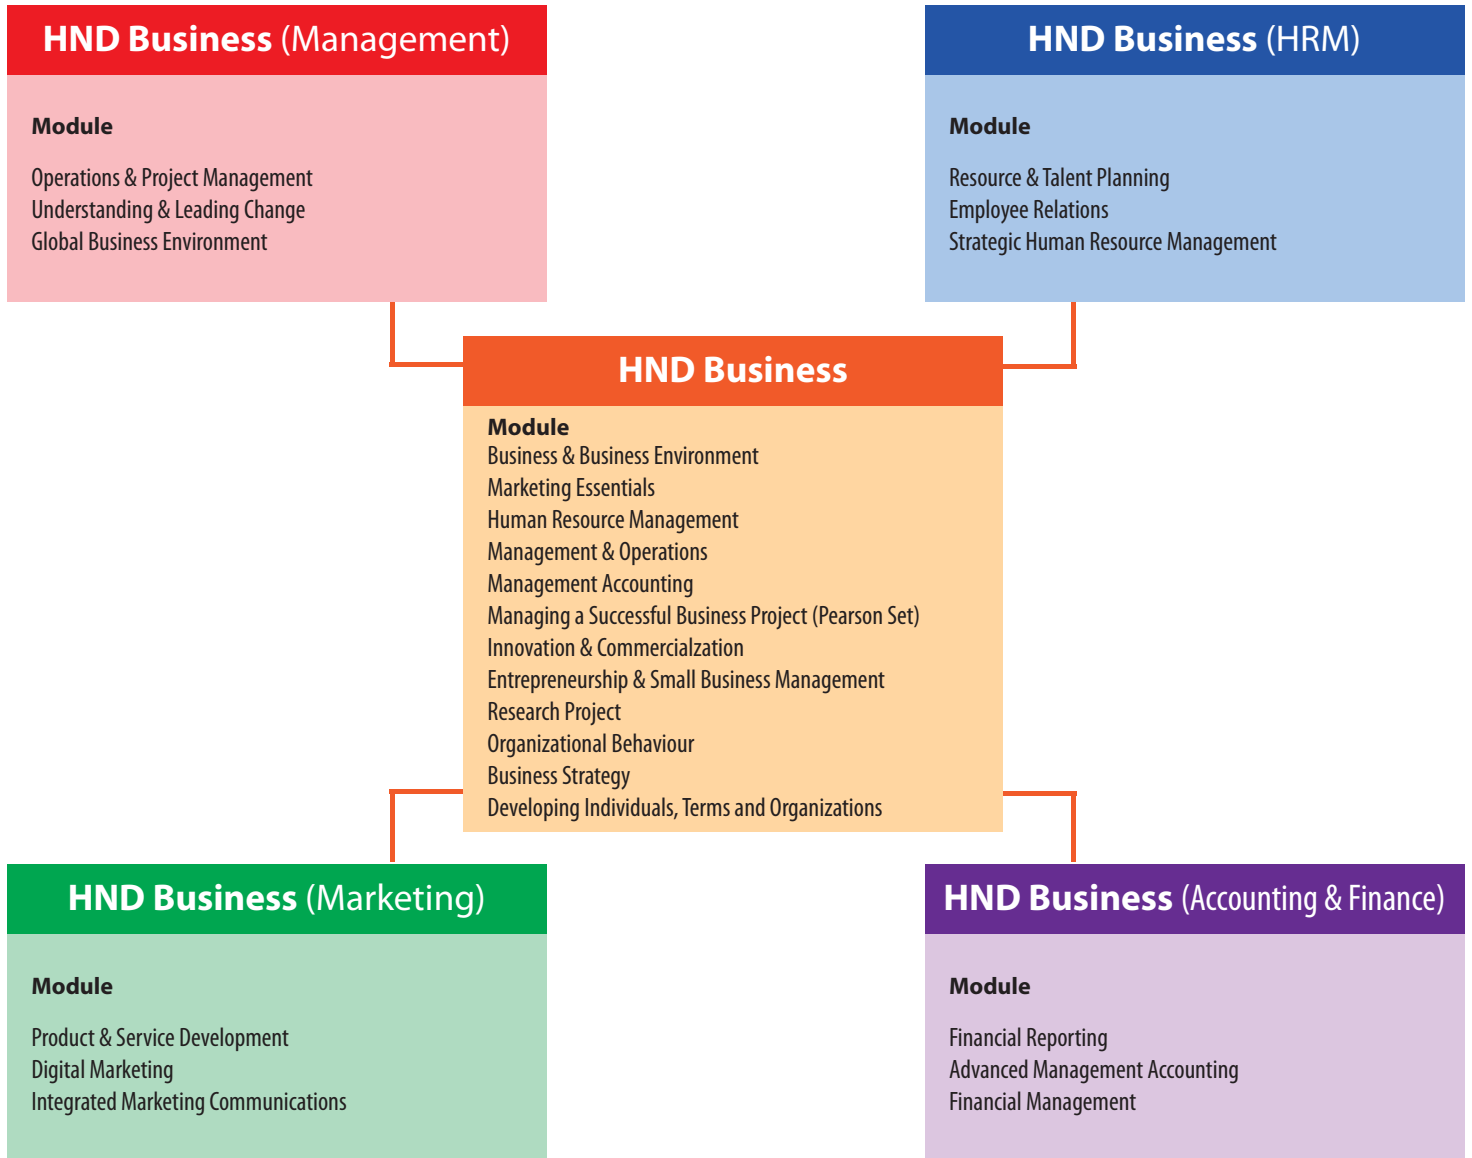 HND Business (Management)
Module
Operations & Project Management
Understanding & Leading Change
Global Business Environment
HND Business (HRM)
Module
Resource & Talent Planning
Employee Relations
Strategic Human Resource Management
HND Business
Module
Business & Business Environment
Marketing Essentials
Human Resource Management
Management & Operations
Management Accounting
Managing a Successful Business Project (Pearson Set)
Innovation & Commercialzation
Entrepreneurship & Small Business Management
Research Project
Organizational Behaviour
Business Strategy
Developing Individuals, Terms and Organizations
HND Business (Marketing)
Module
Product & Service Development
Digital Marketing
Integrated Marketing Communications
HND Business (Accounting & Finance)
Module
Financial Reporting
Advanced Management Accounting
Financial Management